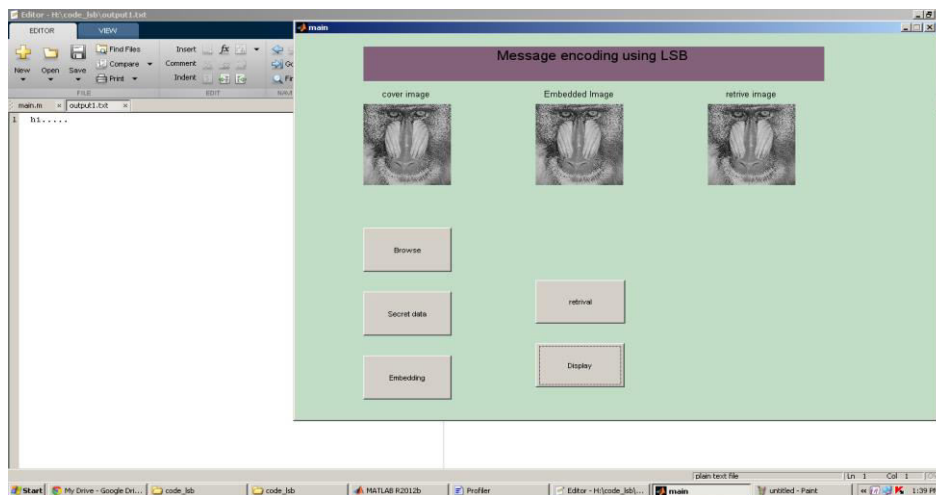 Editor - H:\code_lsb\output1.txt
main
EDITOR VIEW
New Open Save
Find Files
Compare
Print
Insert fx
Comment
Indent
FILE EDIT
main.m × output1.txt ×
1 hi.....
Message encoding using LSB
cover image Embedded Image retrive image
Browse
Secret data
Embedding
retrival
Display
plain text file Ln 1 Col 1
Start My Drive - Google Dri... code_lsb code_lsb MATLAB R2012b Profiler Editor - H:\code_lsb\... main untitled - Paint 1:39 PM